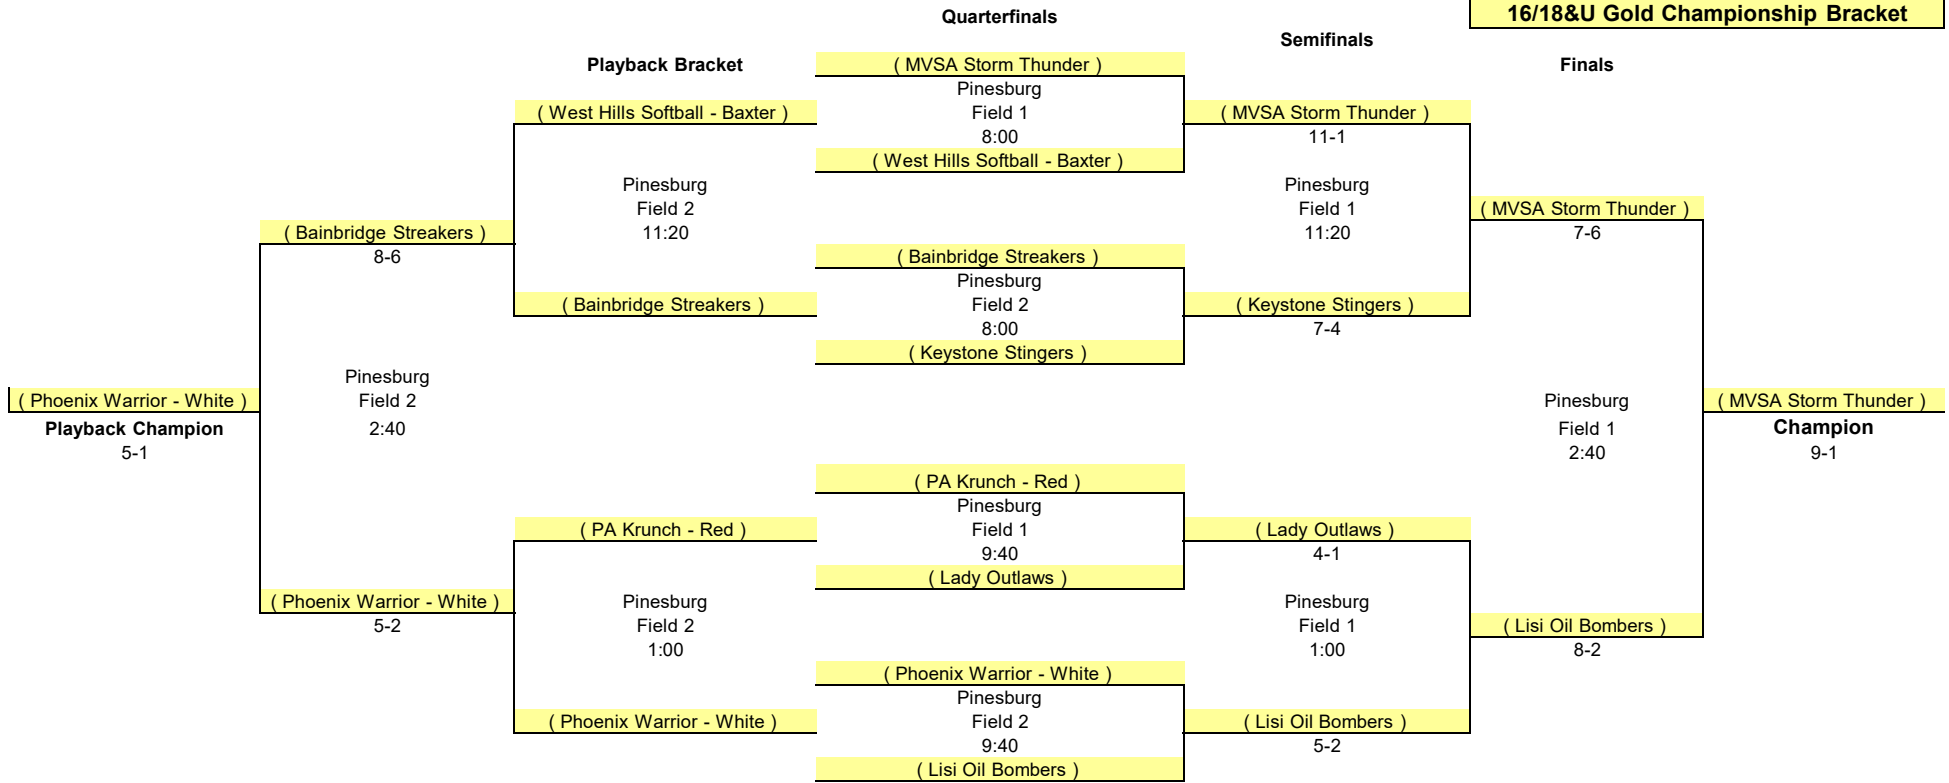 16/18&U Gold Championship Bracket
Quarterfinals
Semifinals
Playback Bracket
( MVSA Storm Thunder )
Finals
Pinesburg
( West Hills Softball - Baxter )
Field 1
( MVSA Storm Thunder )
8:00
11-1
( West Hills Softball - Baxter )
Pinesburg
Pinesburg
Field 2
Field 1
( MVSA Storm Thunder )
( Bainbridge Streakers )
11:20
11:20
7-6
8-6
( Bainbridge Streakers )
Pinesburg
( Bainbridge Streakers )
Field 2
( Keystone Stingers )
8:00
7-4
( Keystone Stingers )
Pinesburg
( Phoenix Warrior - White )
Field 2
Pinesburg
( MVSA Storm Thunder )
Playback Champion
2:40
Field 1
Champion
5-1
2:40
9-1
( PA Krunch - Red )
Pinesburg
( PA Krunch - Red )
Field 1
( Lady Outlaws )
9:40
4-1
( Lady Outlaws )
( Phoenix Warrior - White )
Pinesburg
Pinesburg
5-2
Field 2
Field 1
( Lisi Oil Bombers )
1:00
1:00
8-2
( Phoenix Warrior - White )
Pinesburg
( Phoenix Warrior - White )
Field 2
( Lisi Oil Bombers )
9:40
5-2
( Lisi Oil Bombers )